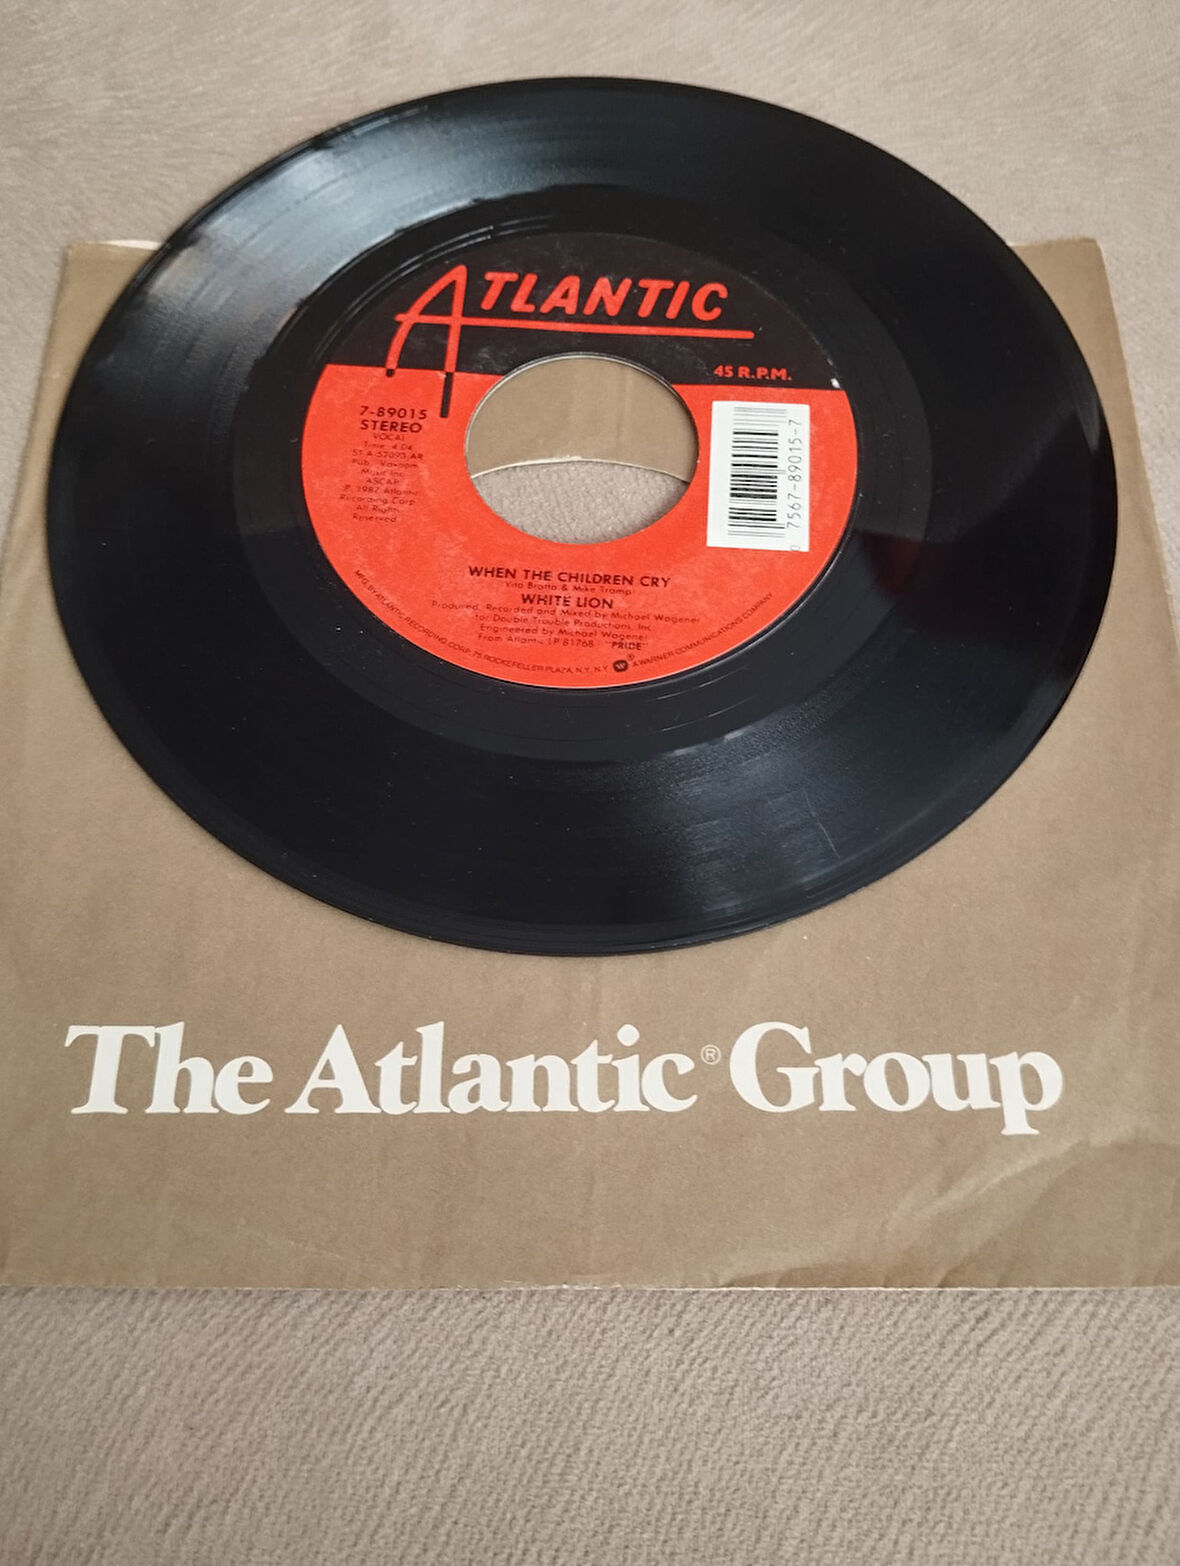 ATLANTIC
45 R.P.M.
7-89015
STEREO
VOCAL
Time: 4:04
ST-A-57093-AR
Pub., Vavoom
Music Inc.
ASCAP
℗ 1987 Atlantic
Recording Corp.
All Rights
Reserved
0 7567-89015-7
WHEN THE CHILDREN CRY
Vito Bratta & Mike Tramp
WHITE LION
Produced, Recorded and Mixed by Michael Wagener
for Double Trouble Productions, Inc.
Engineered by Michael Wagener
From Atlantic LP 81768 "PRIDE"
MFG. BY ATLANTIC RECORDING CORP., 75 ROCKEFELLER PLAZA, N.Y., N.Y. ® A WARNER COMMUNICATIONS COMPANY
The Atlantic® Group